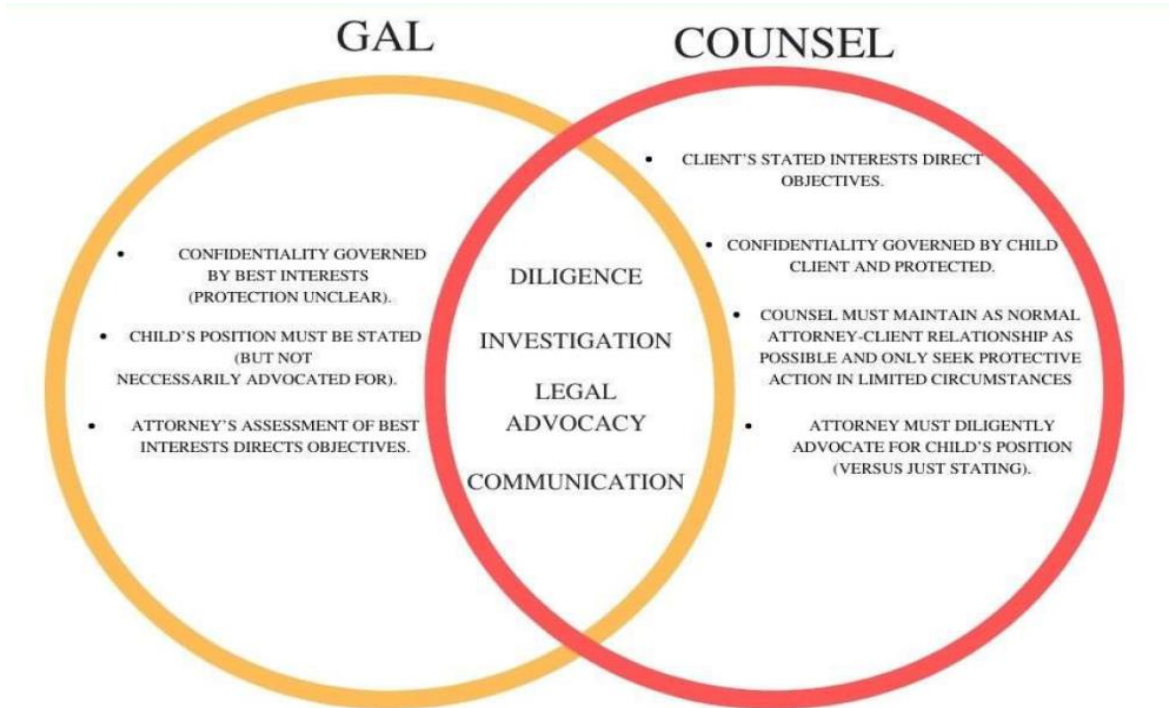 GAL
COUNSEL
• CONFIDENTIALITY GOVERNED
BY BEST INTERESTS
(PROTECTION UNCLEAR).
• CHILD'S POSITION MUST BE STATED
(BUT NOT
NECCESSARILY ADVOCATED FOR).
• ATTORNEY'S ASSESSMENT OF BEST
INTERESTS DIRECTS OBJECTIVES.
DILIGENCE
INVESTIGATION
LEGAL
ADVOCACY
COMMUNICATION
• CLIENT'S STATED INTERESTS DIRECT
OBJECTIVES.
• CONFIDENTIALITY GOVERNED BY CHILD
CLIENT AND PROTECTED.
• COUNSEL MUST MAINTAIN AS NORMAL
ATTORNEY-CLIENT RELATIONSHIP AS
POSSIBLE AND ONLY SEEK PROTECTIVE
ACTION IN LIMITED CIRCUMSTANCES
• ATTORNEY MUST DILIGENTLY
ADVOCATE FOR CHILD'S POSITION
(VERSUS JUST STATING).